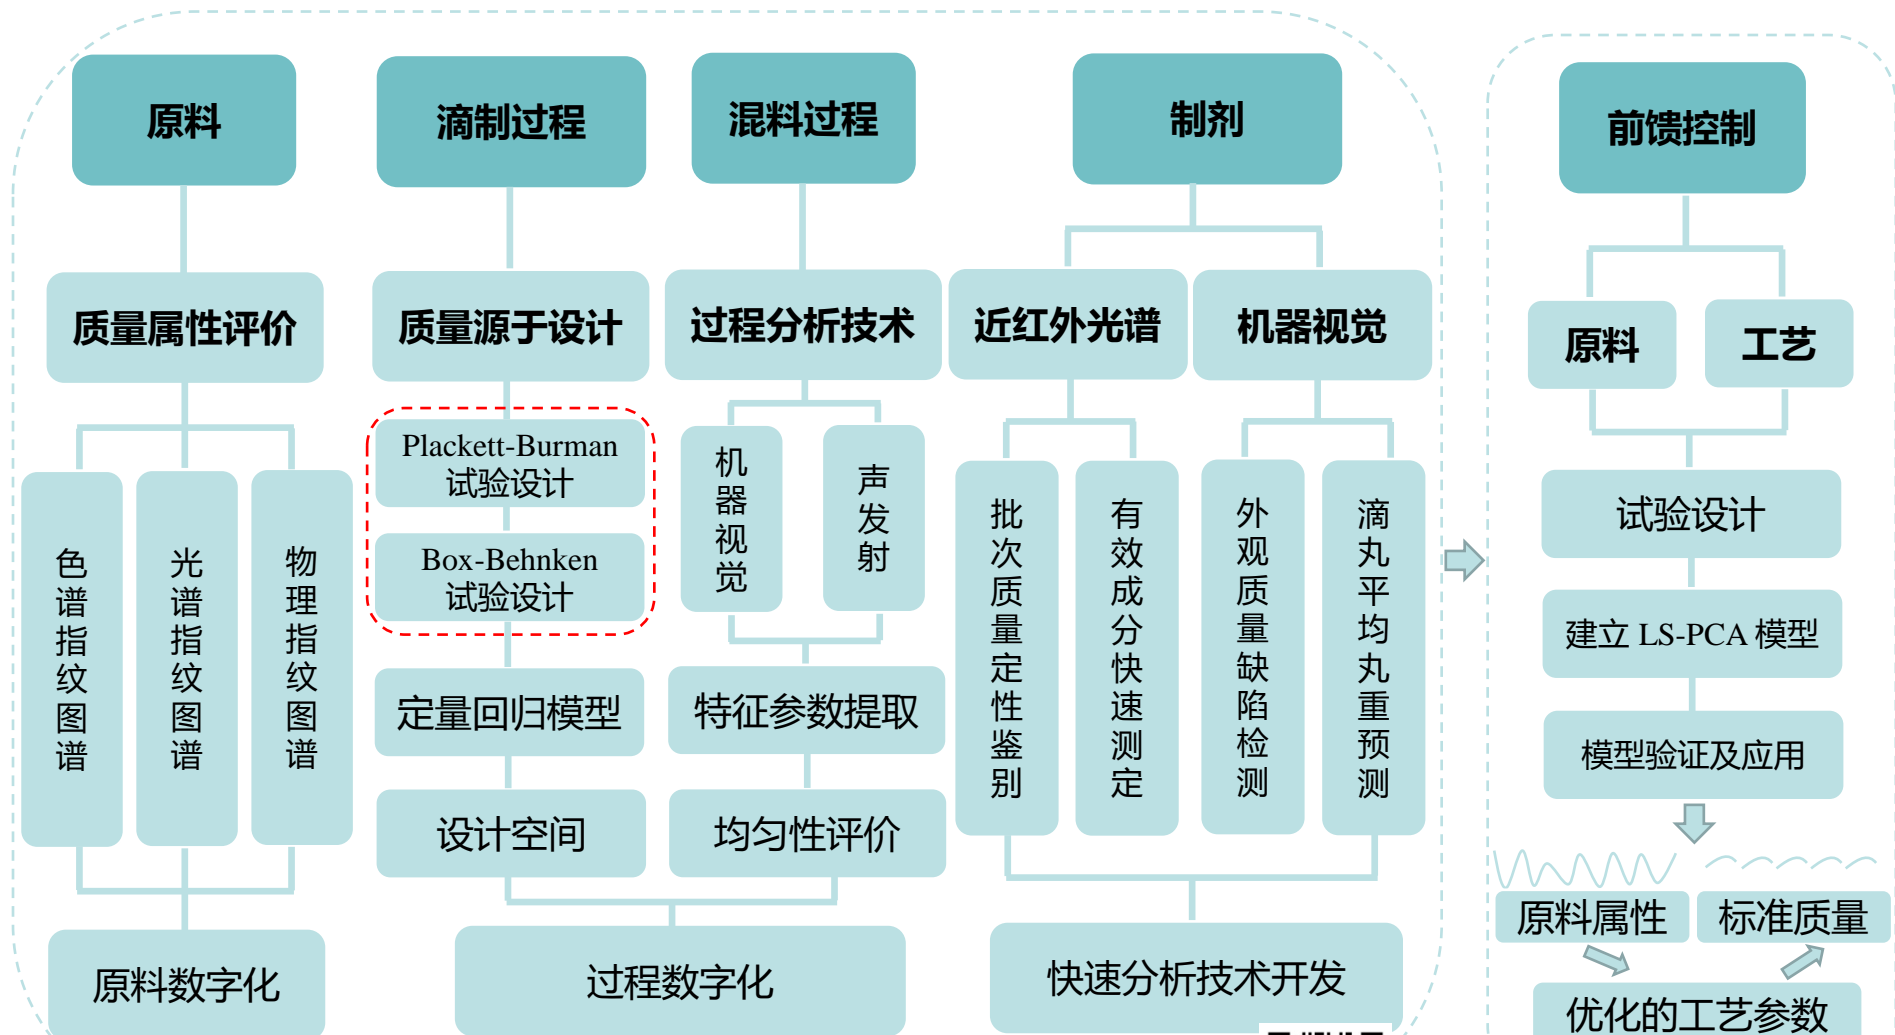 原料
滴制过程
混料过程
制剂
前馈控制
质量属性评价
质量源于设计
过程分析技术
近红外光谱
机器视觉
原料
工艺
Plackett-Burman
试验设计
Box-Behnken
试验设计
机器视觉
声发射
色谱指纹图谱
光谱指纹图谱
物理指纹图谱
批次质量定性鉴别
有效成分快速测定
外观质量缺陷检测
滴丸平均丸重预测
试验设计
建立 LS-PCA 模型
模型验证及应用
定量回归模型
特征参数提取
设计空间
均匀性评价
原料属性
标准质量
原料数字化
过程数字化
快速分析技术开发
优化的工艺参数